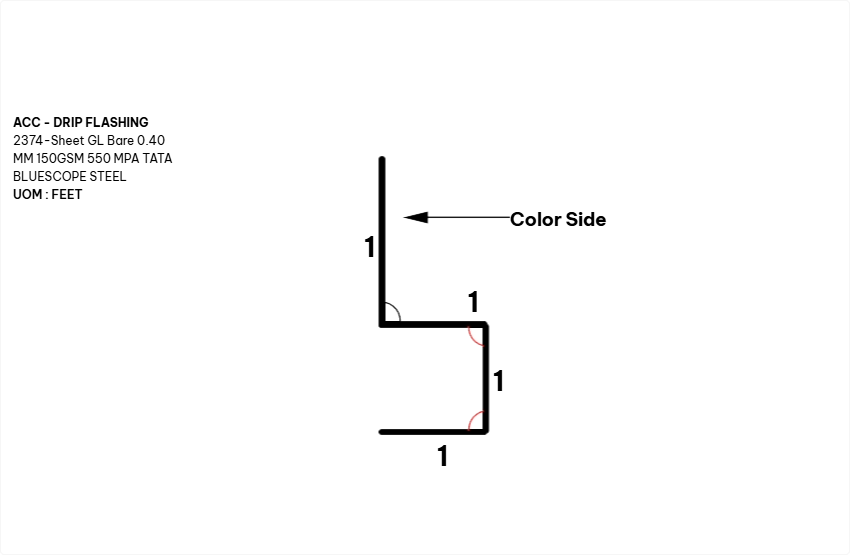 ACC - DRIP FLASHING
2374-Sheet GL Bare 0.40
MM 150GSM 550 MPA TATA
BLUESCOPE STEEL
UOM : FEET
Color Side
1
1
1
1